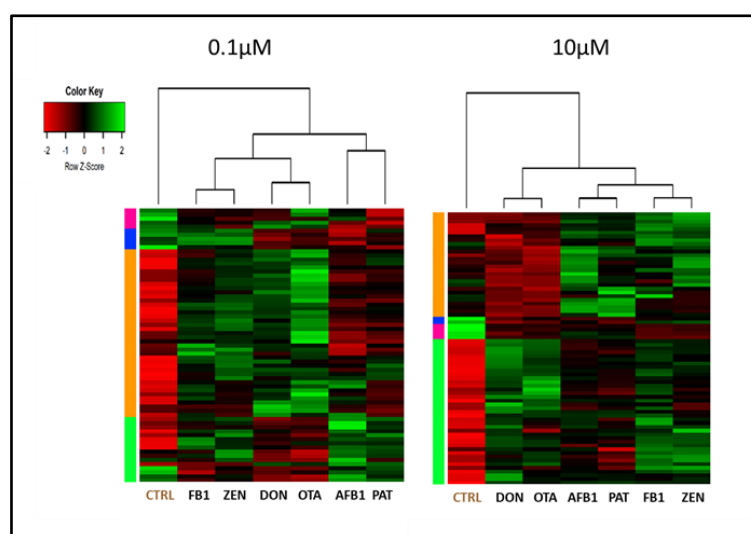 0.1µM
10µM
Color Key
-2 -1 0 1 2
Row Z-Score
CTRL FB1 ZEN DON OTA AFB1 PAT
CTRL DON OTA AFB1 PAT FB1 ZEN